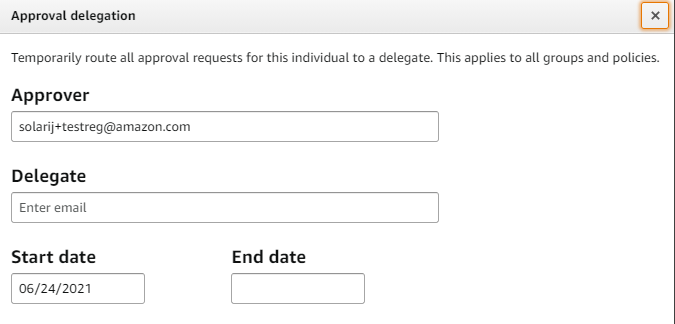 Approval delegation
Temporarily route all approval requests for this individual to a delegate. This applies to all groups and policies.
Approver
solarij+testreg@amazon.com
Delegate
Enter email
Start date End date
06/24/2021